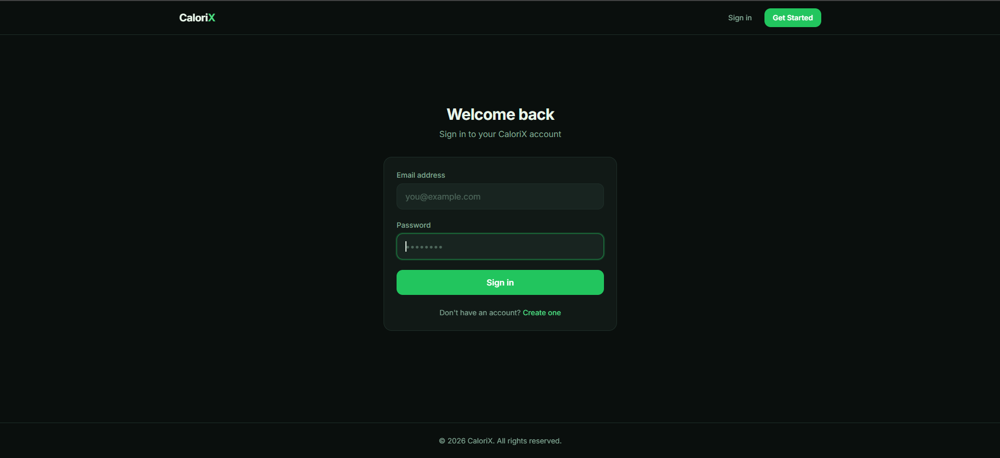 CaloriX
Sign in
Get Started
Welcome back
Sign in to your CaloriX account
Email address
you@example.com
Password
••••••••
Sign in
Don't have an account? Create one
© 2026 CaloriX. All rights reserved.